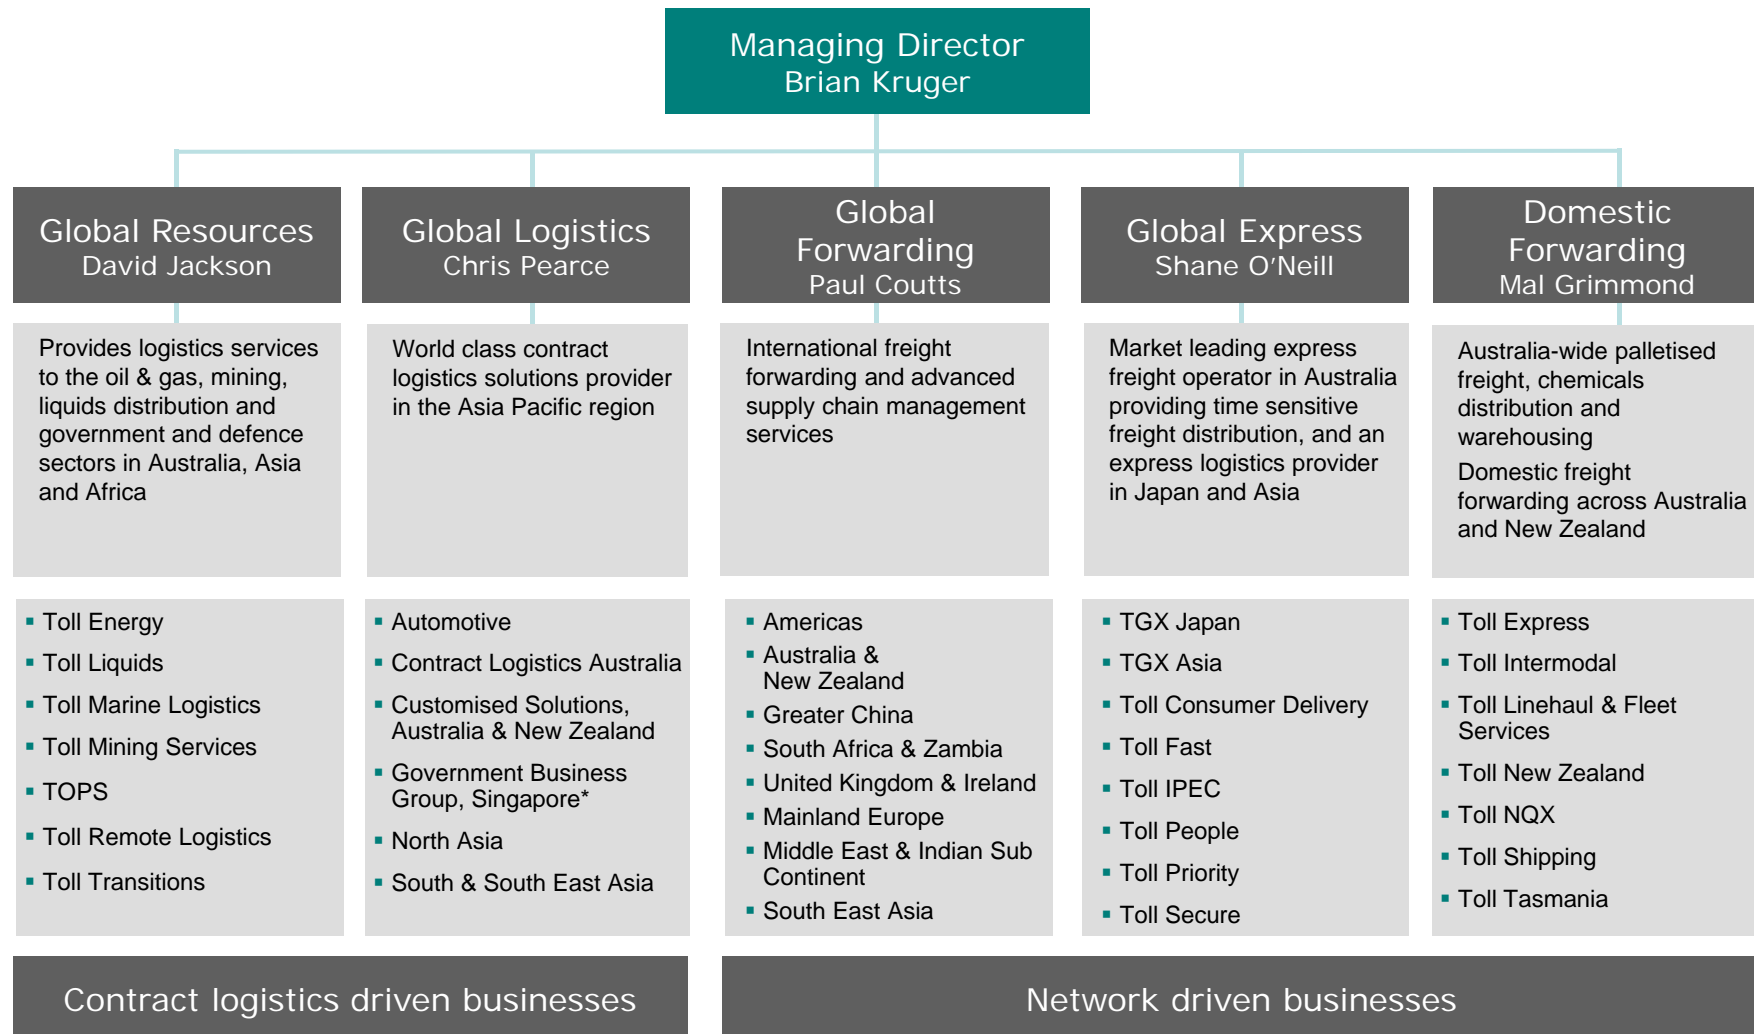 Managing Director
Brian Kruger
Global Resources
David Jackson
Global Logistics
Chris Pearce
Global
Forwarding
Paul Coutts
Global Express
Shane O’Neill
Domestic
Forwarding
Mal Grimmond
Provides logistics services
to the oil & gas, mining,
liquids distribution and
government and defence
sectors in Australia, Asia
and Africa
World class contract
logistics solutions provider
in the Asia Pacific region
International freight
forwarding and advanced
supply chain management
services
Market leading express
freight operator in Australia
providing time sensitive
freight distribution, and an
express logistics provider
in Japan and Asia
Australia-wide palletised
freight, chemicals
distribution and
warehousing
Domestic freight
forwarding across Australia
and New Zealand
▪ Toll Energy
▪ Toll Liquids
▪ Toll Marine Logistics
▪ Toll Mining Services
▪ TOPS
▪ Toll Remote Logistics
▪ Toll Transitions
▪ Automotive
▪ Contract Logistics Australia
▪ Customised Solutions,
Australia & New Zealand
▪ Government Business
Group, Singapore*
▪ North Asia
▪ South & South East Asia
▪ Americas
▪ Australia &
New Zealand
▪ Greater China
▪ South Africa & Zambia
▪ United Kingdom & Ireland
▪ Mainland Europe
▪ Middle East & Indian Sub
Continent
▪ South East Asia
▪ TGX Japan
▪ TGX Asia
▪ Toll Consumer Delivery
▪ Toll Fast
▪ Toll IPEC
▪ Toll People
▪ Toll Priority
▪ Toll Secure
▪ Toll Express
▪ Toll Intermodal
▪ Toll Linehaul & Fleet
Services
▪ Toll New Zealand
▪ Toll NQX
▪ Toll Shipping
▪ Toll Tasmania
Contract logistics driven businesses
Network driven businesses